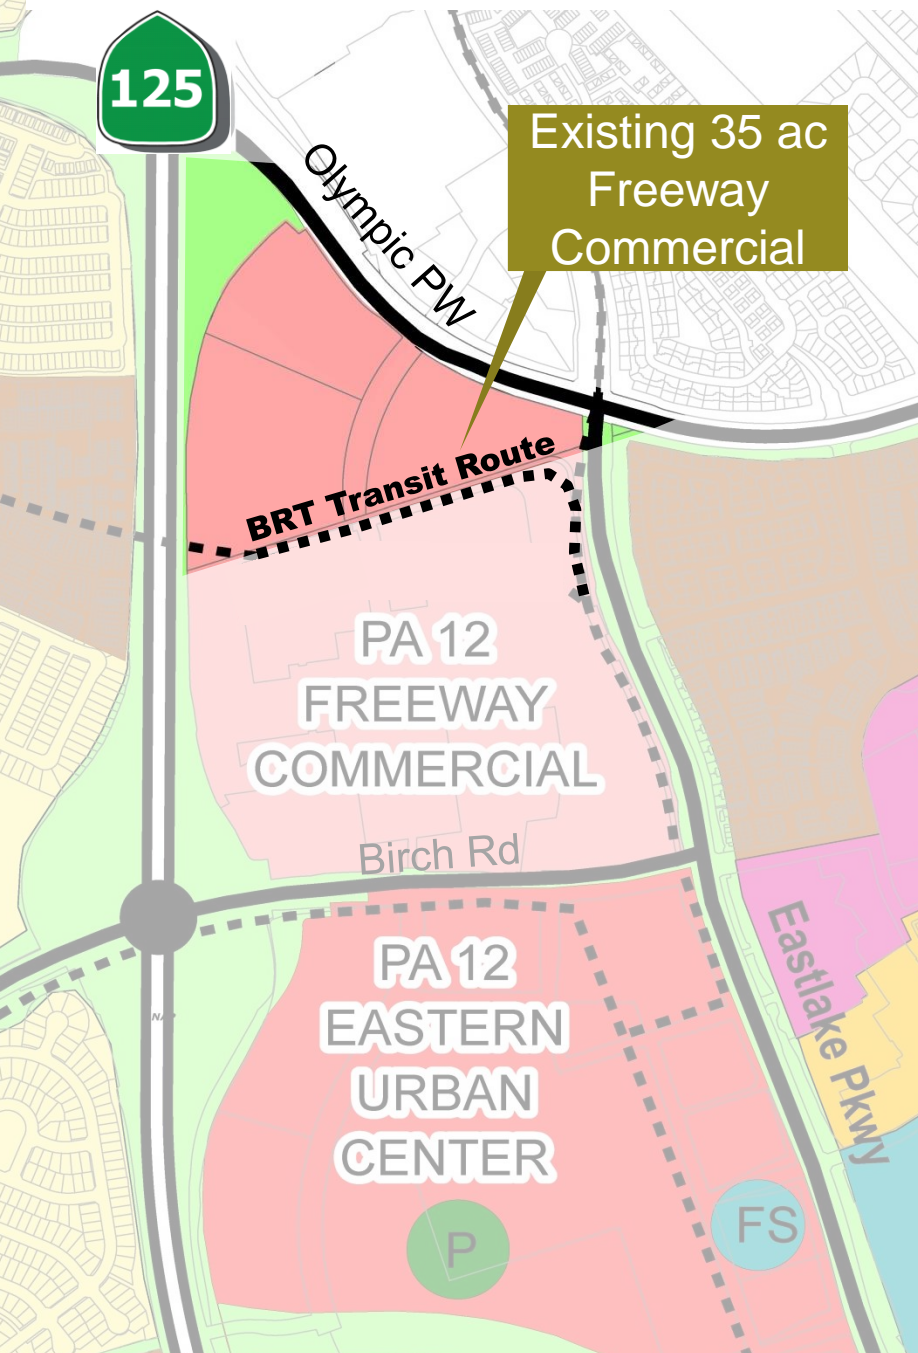 125
Existing 35 ac
Freeway
Commercial
Olympic PW
BRT Transit Route
PA 12
FREEWAY
COMMERCIAL
Birch Rd
PA 12
EASTERN
URBAN
CENTER
Eastlake Pkwy
P
FS